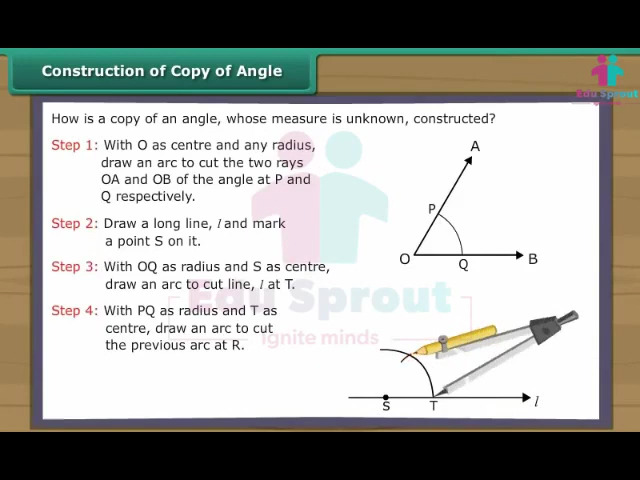 Construction of Copy of Angle
Edu Sprout
How is a copy of an angle, whose measure is unknown, constructed?
Step 1: With O as centre and any radius,
draw an arc to cut the two rays
OA and OB of the angle at P and
Q respectively.
Step 2: Draw a long line, l and mark
a point S on it.
Step 3: With OQ as radius and S as centre,
draw an arc to cut line, l at T.
Step 4: With PQ as radius and T as
centre, draw an arc to cut
the previous arc at R.
A
P
O
Q
B
Edu Sprout
ignite minds
S
T
l